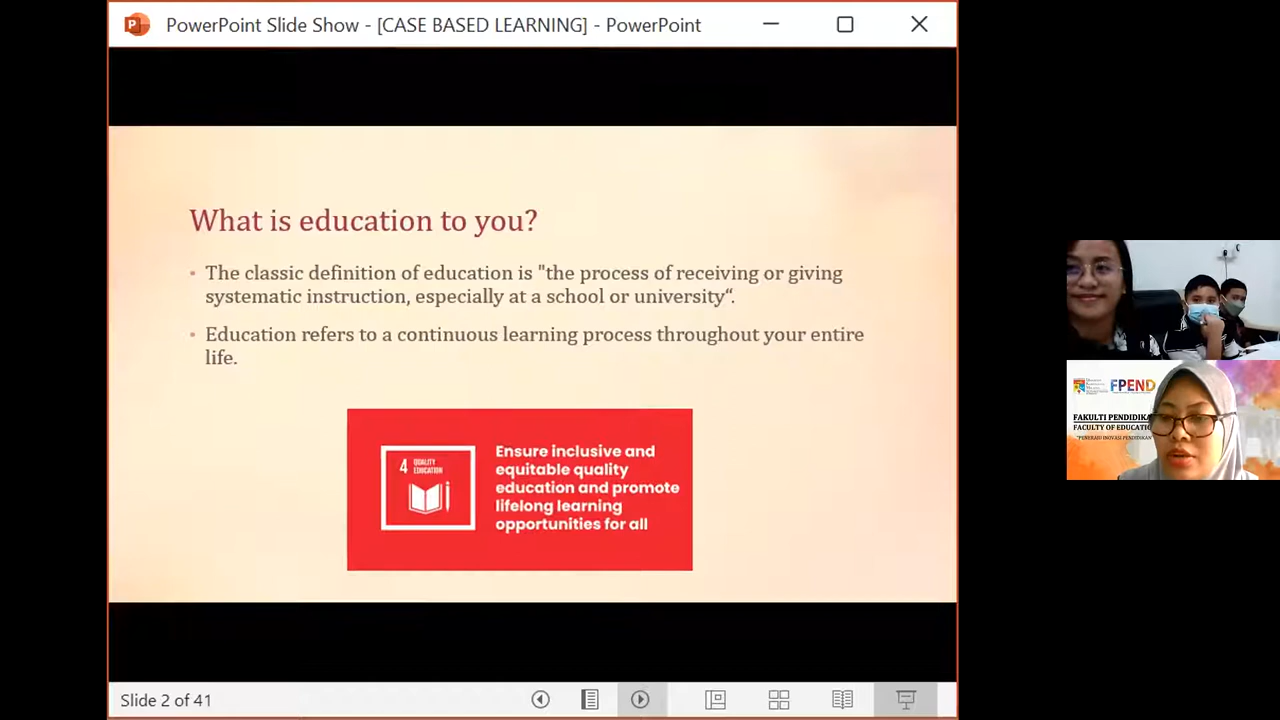 PowerPoint Slide Show - [CASE BASED LEARNING] - PowerPoint
What is education to you?
• The classic definition of education is "the process of receiving or giving
systematic instruction, especially at a school or university“.
• Education refers to a continuous learning process throughout your entire
life.
4 QUALITY
EDUCATION
Ensure inclusive and
equitable quality
education and promote
lifelong learning
opportunities for all
FPEND
FAKULTI PENDIDIKA
FACULTY OF EDUCATIO
Slide 2 of 41